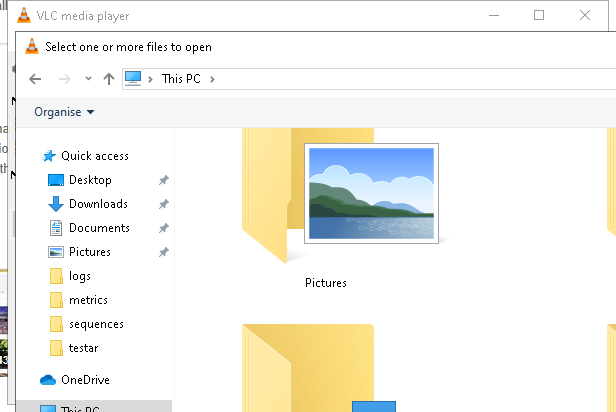 VLC media player
Select one or more files to open
This PC
Organise
Quick access
Desktop
Downloads
Documents
Pictures
logs
metrics
sequences
testar
OneDrive
This PC
Pictures